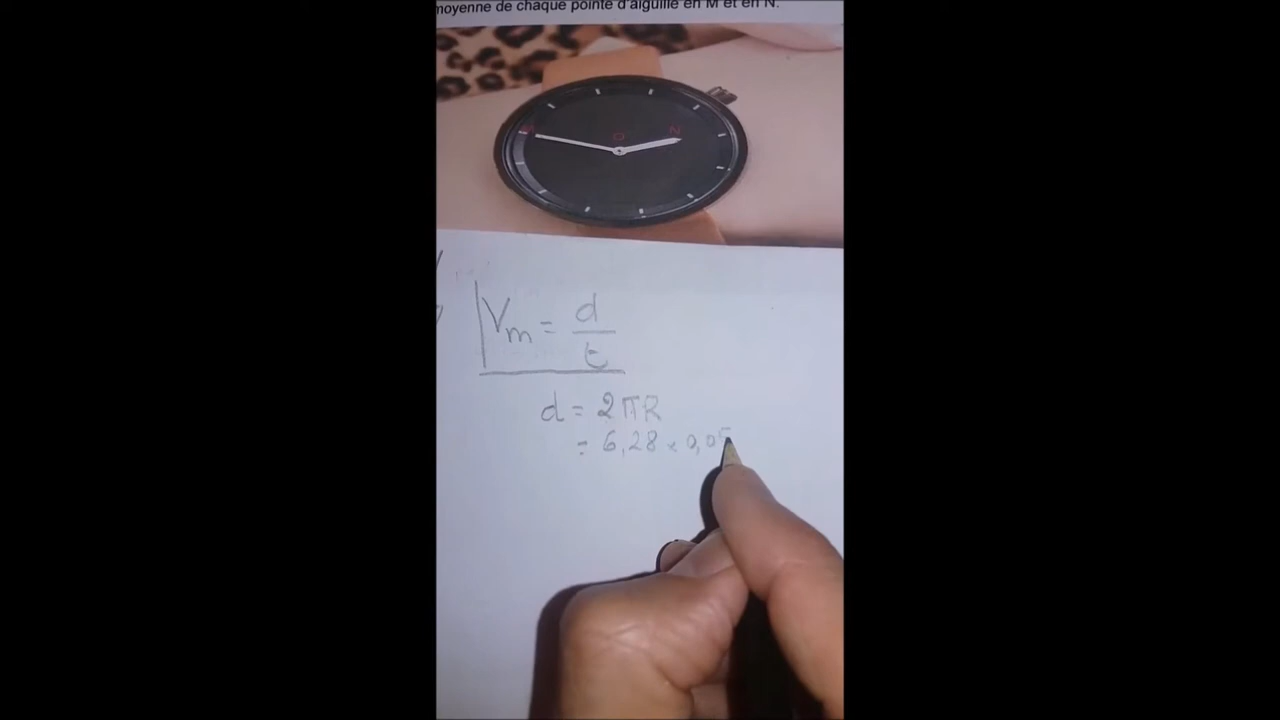 moyenne de chaque pointe d'aiguille en M et en N.
M O N
Vm = d
t
d = 2πR
= 6,28 × 0,05